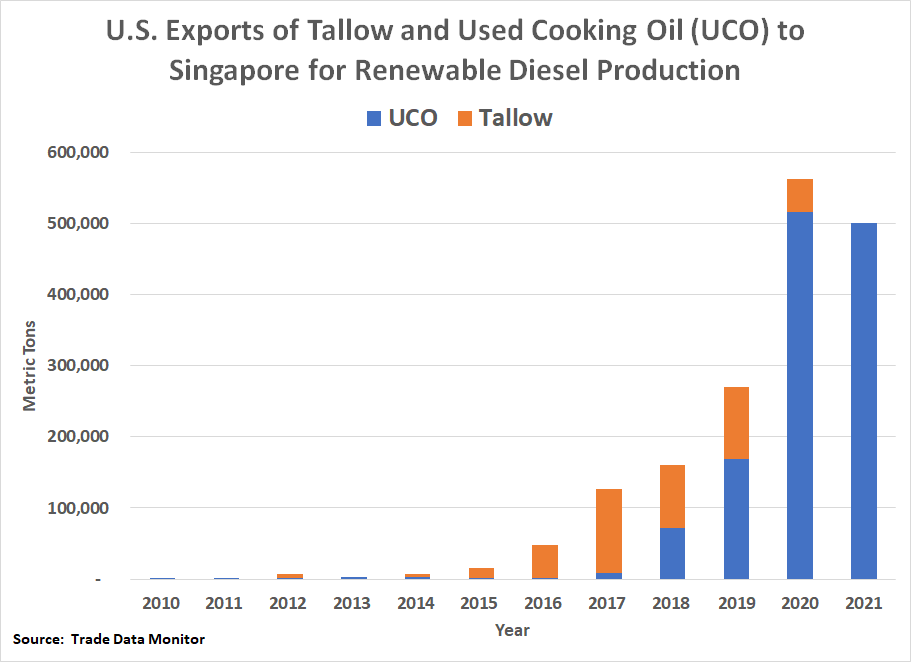 U.S. Exports of Tallow and Used Cooking Oil (UCO) to
Singapore for Renewable Diesel Production
UCO Tallow
600,000
500,000
400,000
300,000
200,000
100,000
-
Metric Tons
2010 2011 2012 2013 2014 2015 2016 2017 2018 2019 2020 2021
Year
Source: Trade Data Monitor